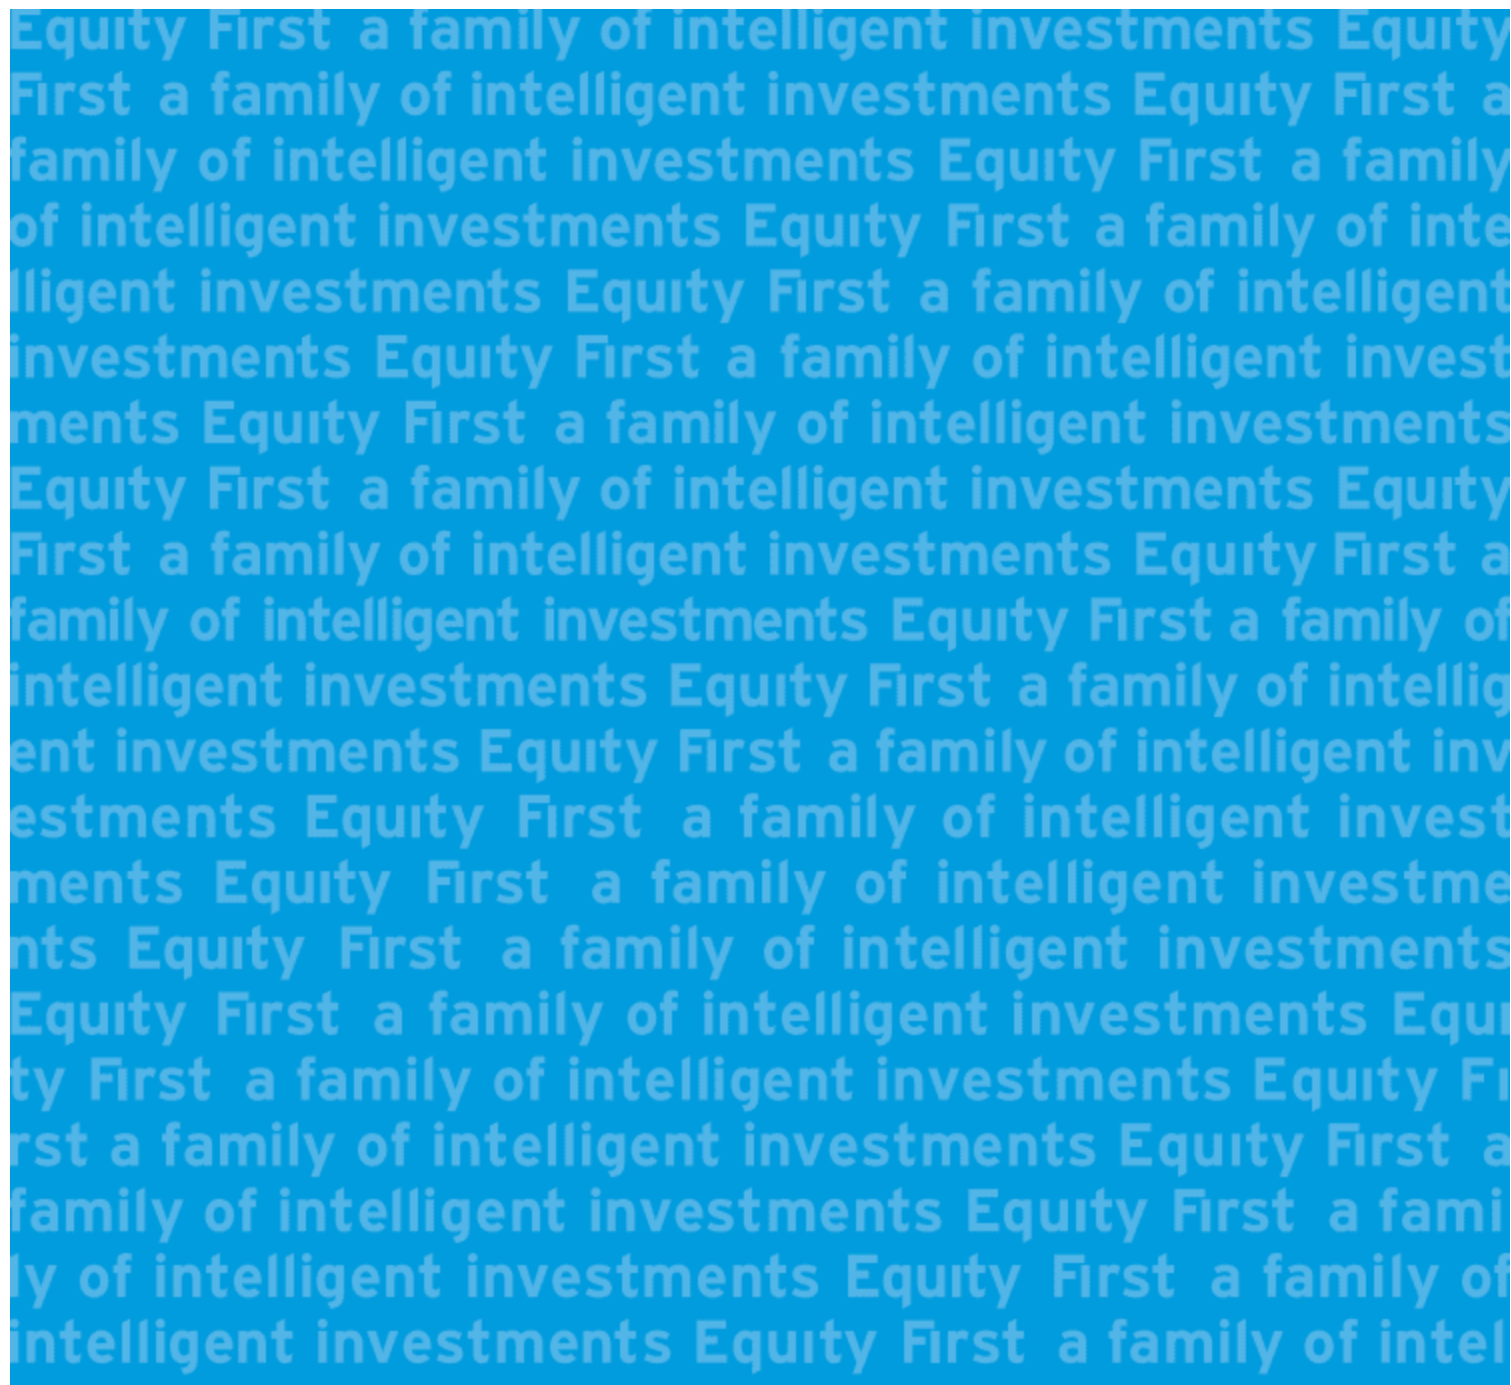 Equity First a family of intelligent investments Equity
First a family of intelligent investments Equity First a
family of intelligent investments Equity First a family
of intelligent investments Equity First a family of inte
lligent investments Equity First a family of intelligent
investments Equity First a family of intelligent invest
ments Equity First a family of intelligent investments
Equity First a family of intelligent investments Equity
First a family of intelligent investments Equity First a
family of intelligent investments Equity First a family of
intelligent investments Equity First a family of intellig
ent investments Equity First a family of intelligent inv
estments Equity First a family of intelligent invest
ments Equity First a family of intelligent investme
nts Equity First a family of intelligent investments
Equity First a family of intelligent investments Equi
ty First a family of intelligent investments Equity Fi
rst a family of intelligent investments Equity First a
family of intelligent investments Equity First a fami
ly of intelligent investments Equity First a family of
intelligent investments Equity First a family of intel